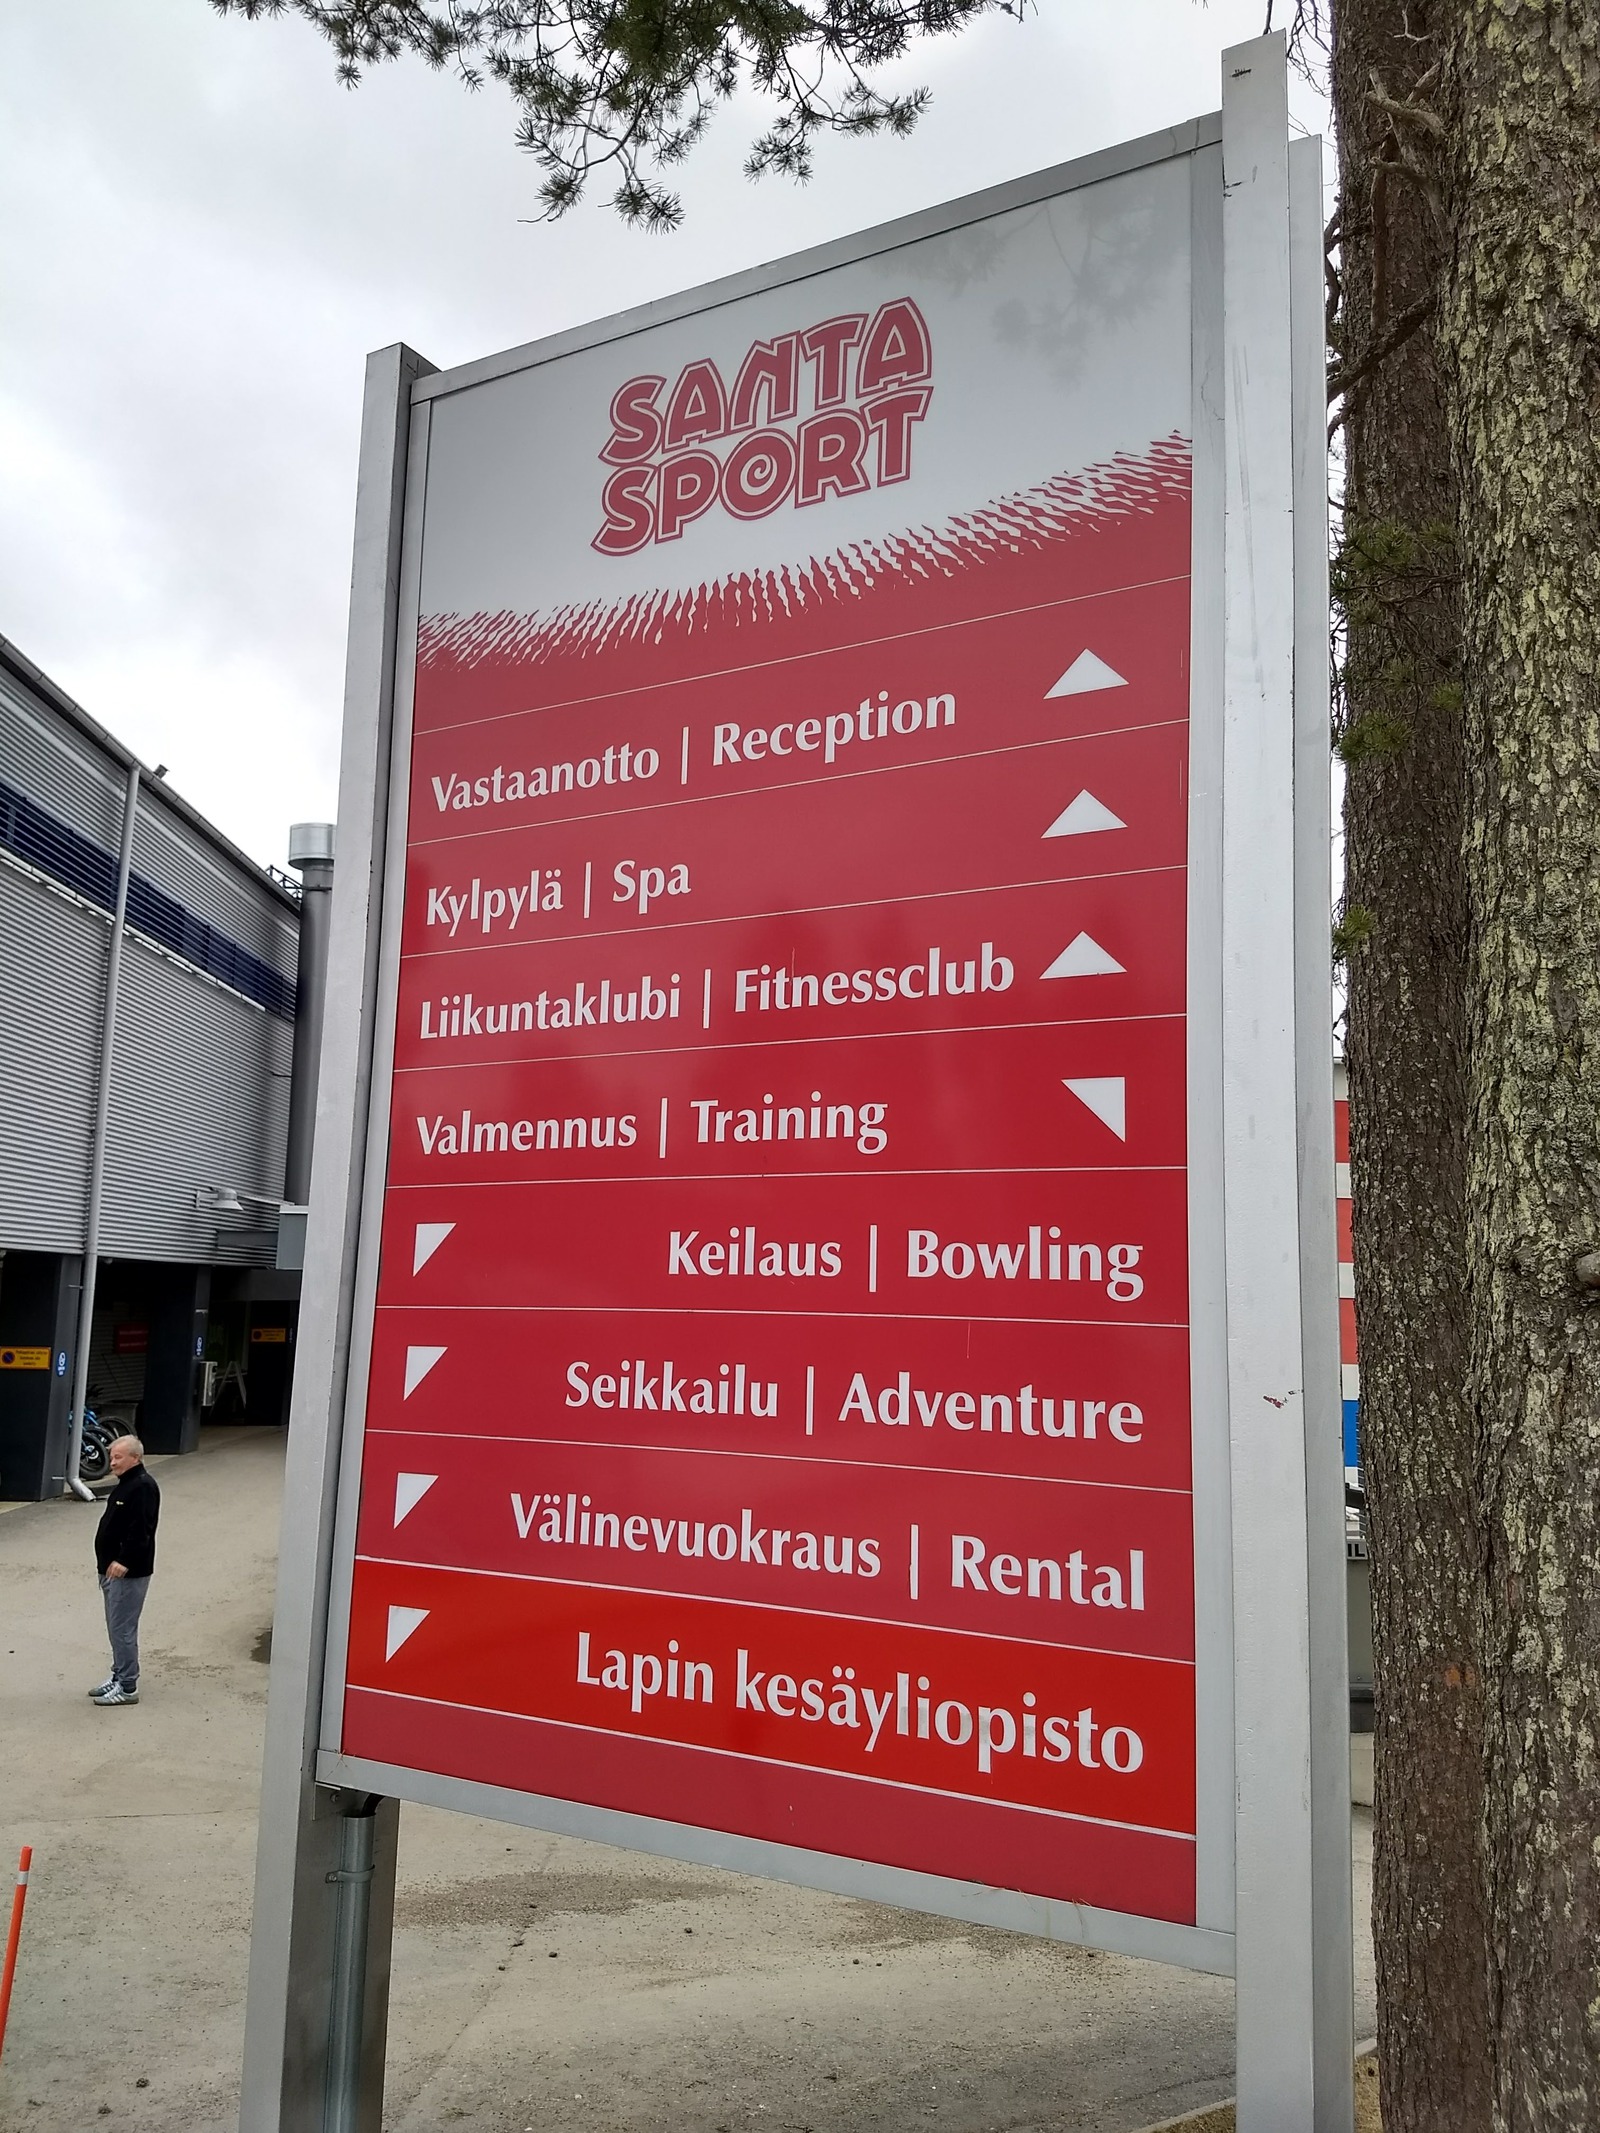 SANTA
SPORT
Vastaanotto | Reception
Kylpylä | Spa
Liikuntaklubi | Fitnessclub
Valmennus | Training
Keilaus | Bowling
Seikkailu | Adventure
Välinevuokraus | Rental
Lapin kesäyliopisto